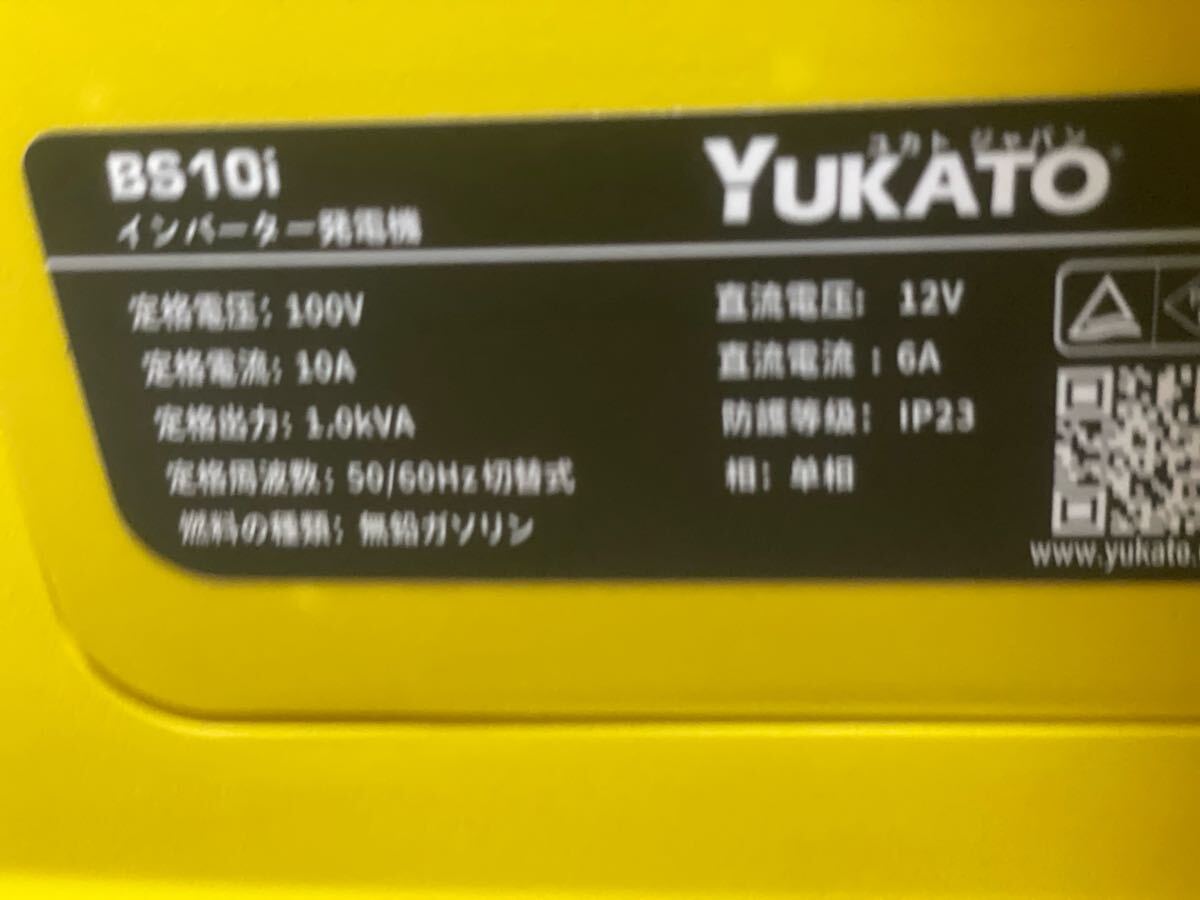 BS10i
インバーター発電機
ユカト ジャパン
YUKATO
定格電圧: 100V
定格電流: 10A
定格出力: 1.0kVA
定格周波数: 50/60Hz切替式
燃料の種類: 無鉛ガソリン
直流電圧: 12V
直流電流: 6A
防護等級: IP23
相: 单相
www.yukato.